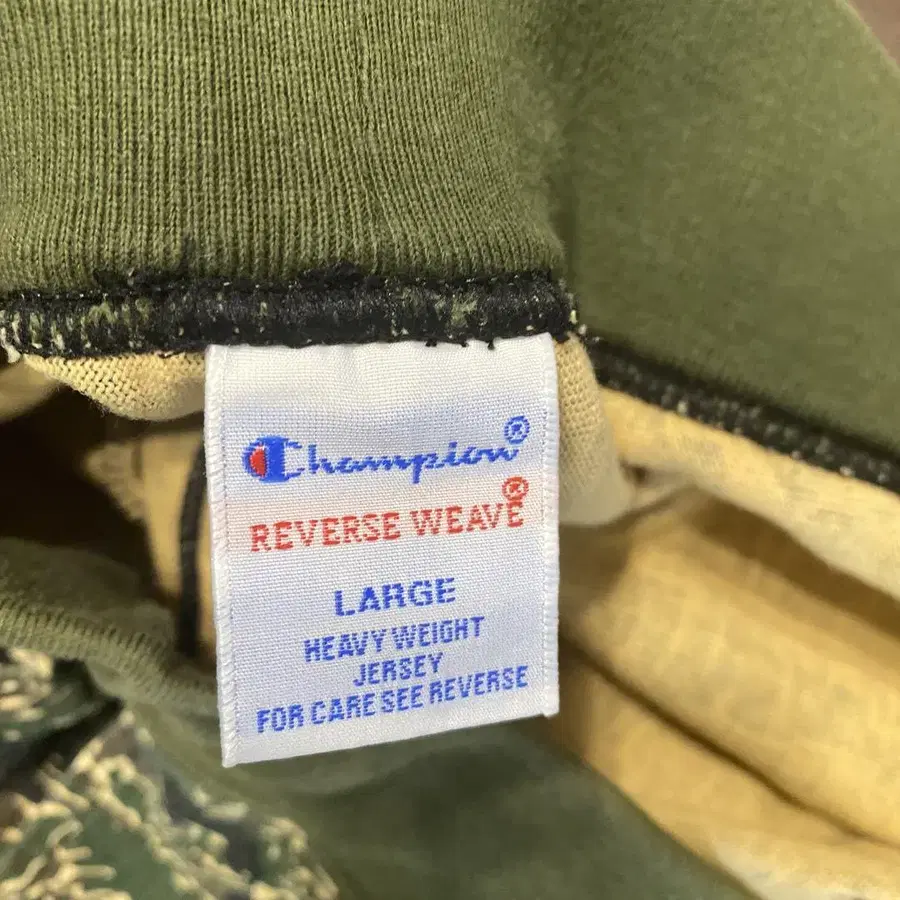 Champion®
REVERSE WEAVE®
LARGE
HEAVY WEIGHT
JERSEY
FOR CARE SEE REVERSE